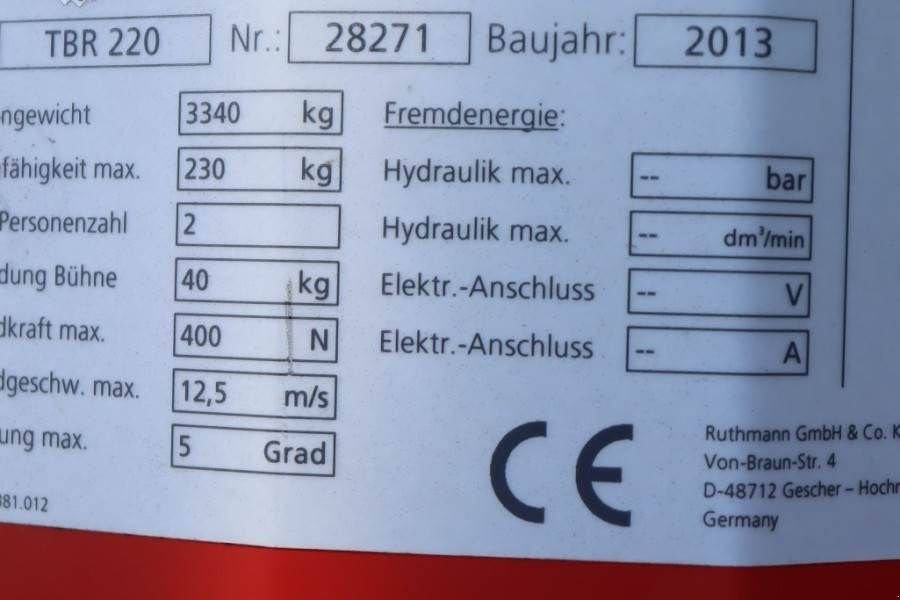 TBR 220 Nr.: 28271 Baujahr: 2013
ngewicht 3340 kg Fremdenergie:
fähigkeit max. 230 kg Hydraulik max. -- bar
Personenzahl 2 Hydraulik max. -- dm³/min
dung Bühne 40 kg Elektr.-Anschluss -- V
dkraft max. 400 N Elektr.-Anschluss -- A
dgeschw. max. 12,5 m/s
ung max. 5 Grad
381.012
CE
Ruthmann GmbH & Co. K
Von-Braun-Str. 4
D-48712 Gescher – Hochm
Germany